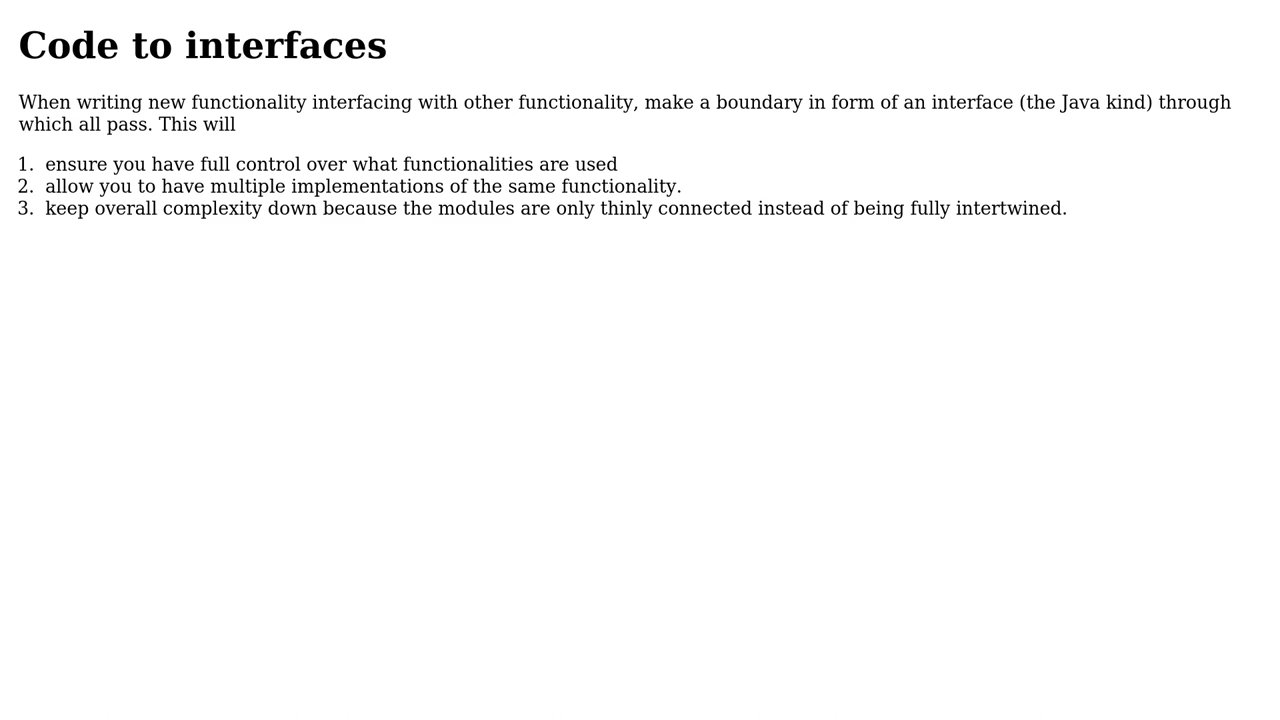 Code to interfaces
When writing new functionality interfacing with other functionality, make a boundary in form of an interface (the Java kind) through
which all pass. This will
1. ensure you have full control over what functionalities are used
2. allow you to have multiple implementations of the same functionality.
3. keep overall complexity down because the modules are only thinly connected instead of being fully intertwined.